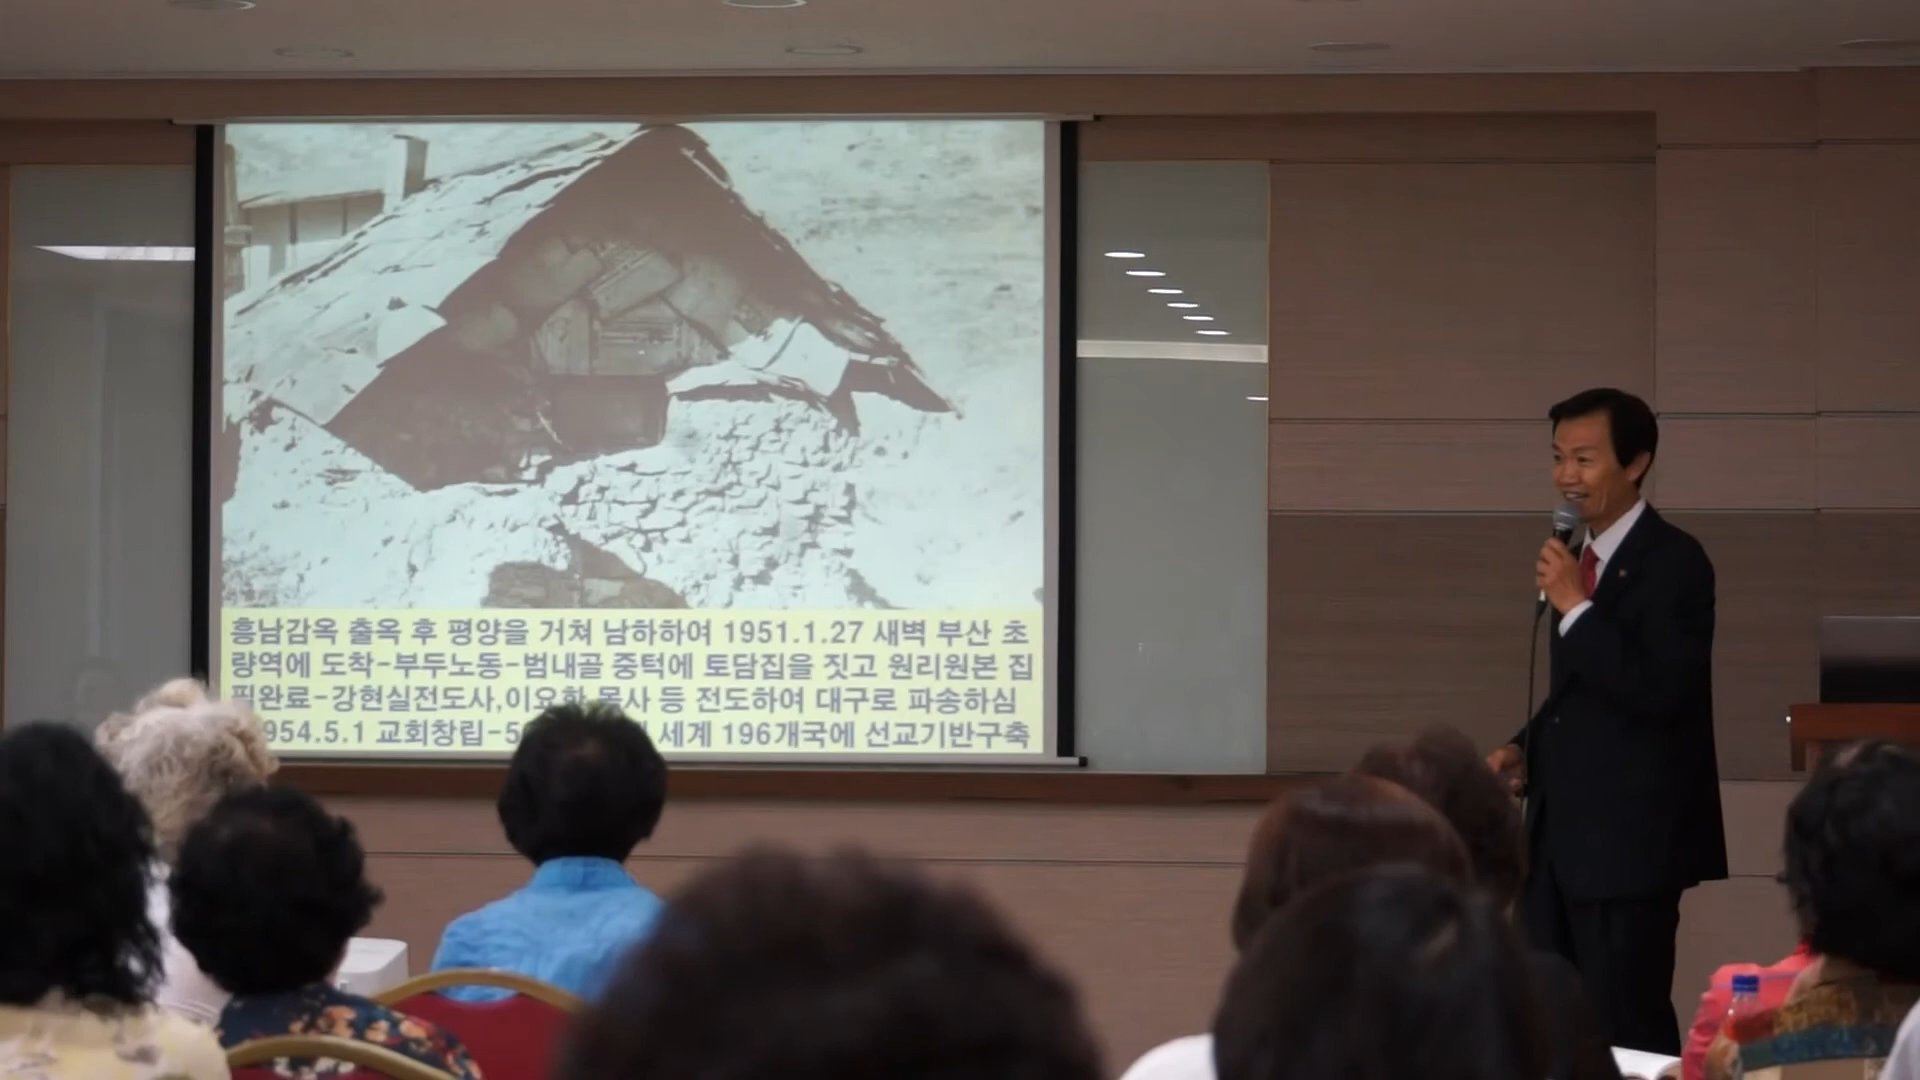 흥남감옥 출옥 후 평양을 거쳐 남하하여 1951.1.27 새벽 부산 초
량역에 도착-부두노동-범내골 중턱에 토담집을 짓고 원리원본 집
필완료-강현실전도사,이요한 목사 등 전도하여 대구로 파송하심
954.5.1 교회창립- 세계 196개국에 선교기반구축